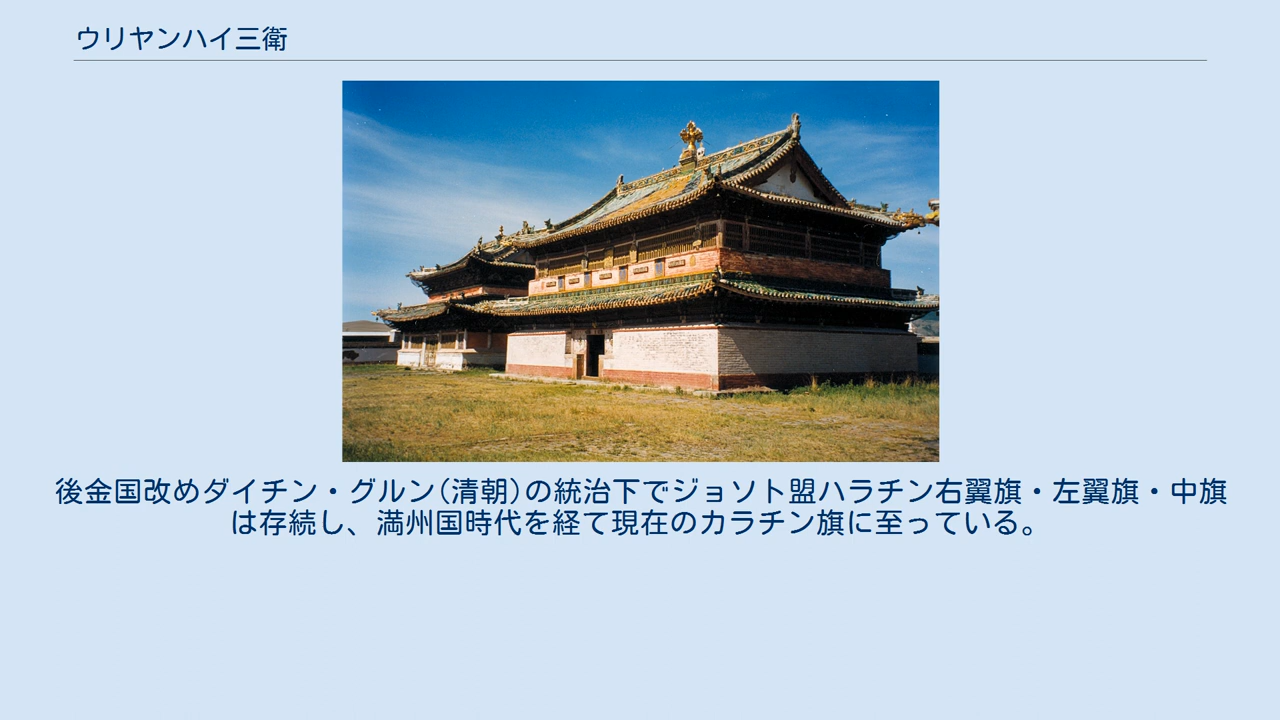 ウリヤンハイ三衛
後金国改めダイチン・グルン(清朝)の統治下でジョソト盟ハラチン右翼旗・左翼旗・中旗
は存続し、満州国時代を経て現在のカラチン旗に至っている。